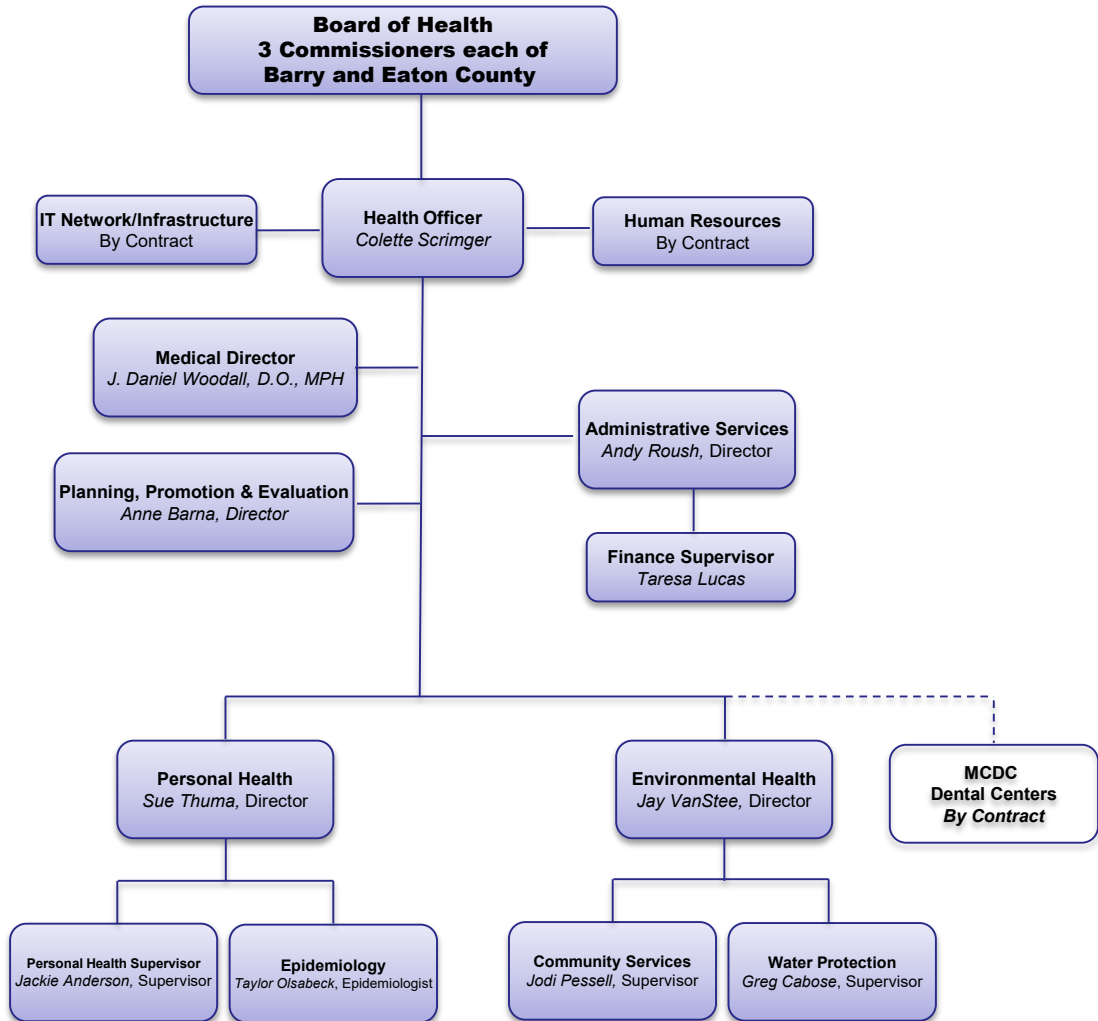 Board of Health
3 Commissioners each of
Barry and Eaton County
IT Network/Infrastructure
By Contract
Health Officer
Colette Scrimger
Human Resources
By Contract
Medical Director
J. Daniel Woodall, D.O., MPH
Administrative Services
Andy Roush, Director
Planning, Promotion & Evaluation
Anne Barna, Director
Finance Supervisor
Taresa Lucas
Personal Health
Sue Thuma, Director
Environmental Health
Jay VanStee, Director
MCDC
Dental Centers
By Contract
Personal Health Supervisor
Jackie Anderson, Supervisor
Epidemiology
Taylor Olsabeck, Epidemiologist
Community Services
Jodi Pessell, Supervisor
Water Protection
Greg Cabose, Supervisor